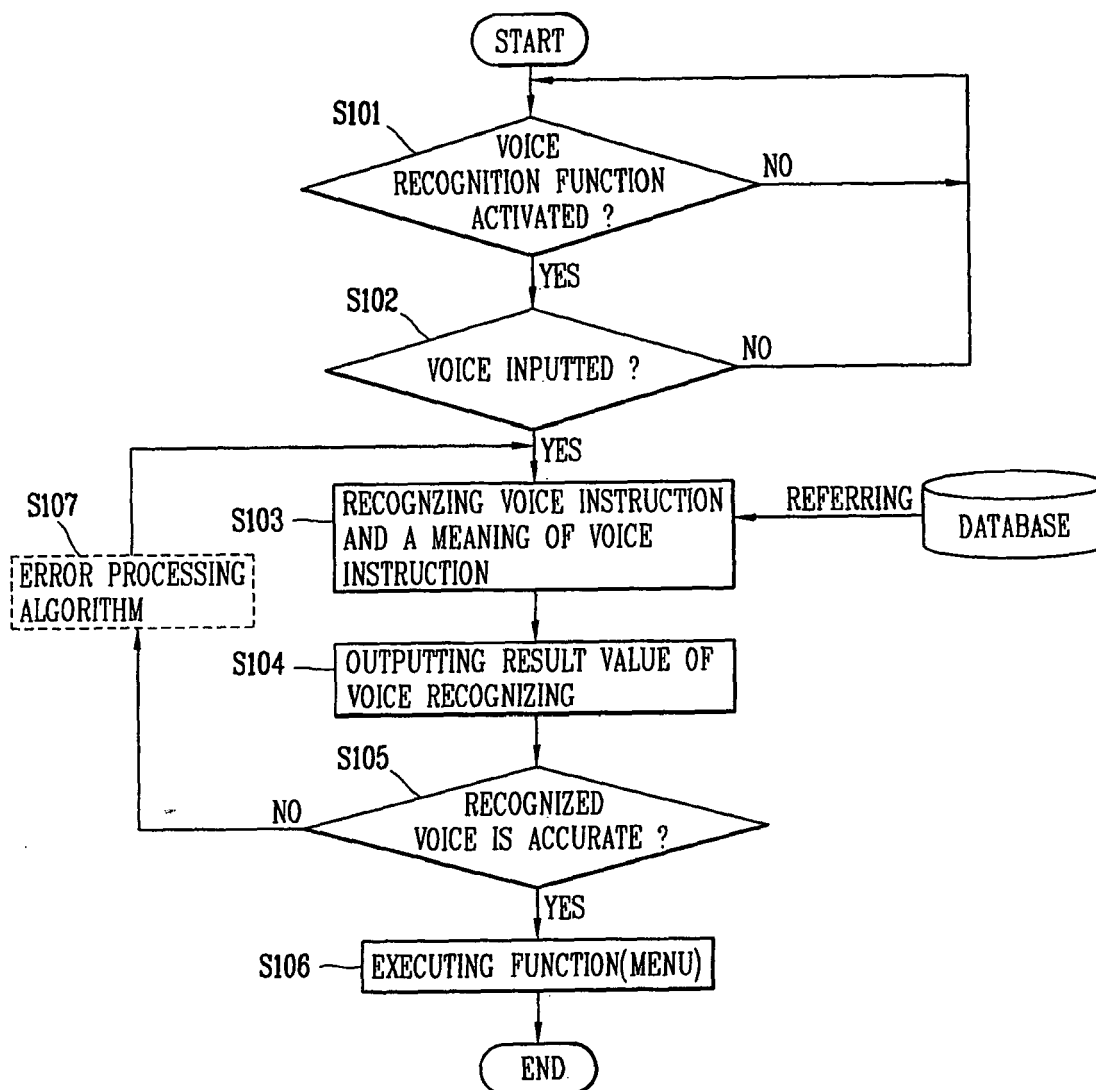 START
S101
VOICE
RECOGNITION FUNCTION
ACTIVATED ?
NO
YES
S102
VOICE INPUTTED ?
NO
YES
S107
ERROR PROCESSING
ALGORITHM
S103
RECOGNZING VOICE INSTRUCTION
AND A MEANING OF VOICE
INSTRUCTION
REFERRING
DATABASE
S104
OUTPUTTING RESULT VALUE OF
VOICE RECOGNIZING
S105
RECOGNIZED
VOICE IS ACCURATE ?
NO
YES
S106
EXECUTING FUNCTION(MENU)
END